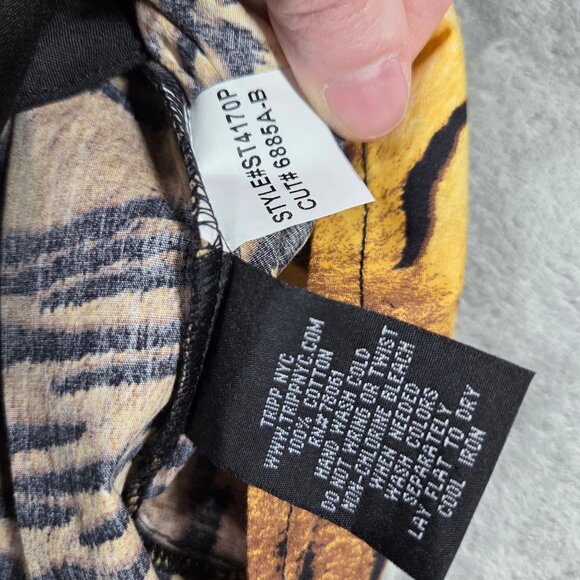 STYLE#ST4170P
CUT# 6885A-B
TRIPP NYC
WWW.TRIPPNYC.COM
100% COTTON
RN# 78061
HAND WASH COLD
DO NOT WRING OR TWIST
NON-CHLORINE BLEACH
WHEN NEEDED
WASH COLORS
SEPARATELY
LAY FLAT TO DRY
COOL IRON